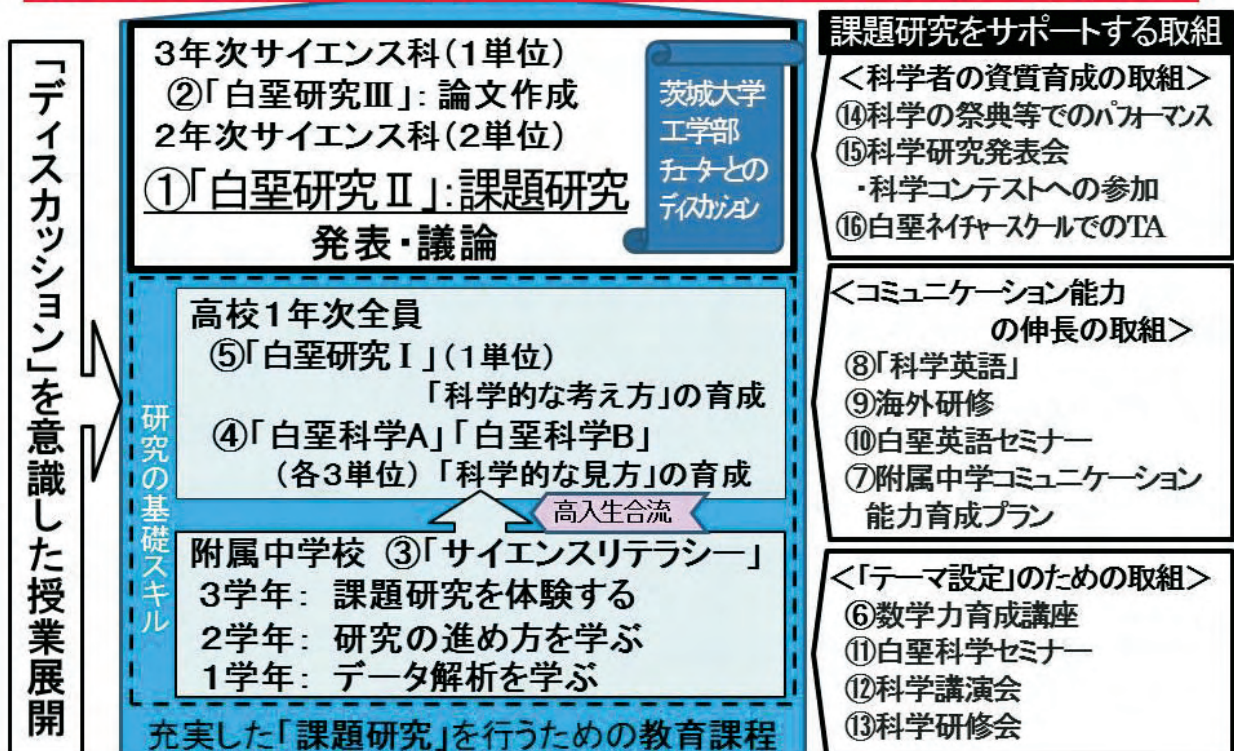 「ディスカッション」を意識した授業展開
3年次サイエンス科(1単位)
②「白堊研究Ⅲ」: 論文作成
2年次サイエンス科(2単位)
①「白堊研究Ⅱ」:課題研究
発表・議論
茨城大学
工学部
チューターとの
ディスカッション
研究の基礎スキル
高校1年次全員
⑤「白堊研究Ⅰ」(1単位)
「科学的な考え方」の育成
④「白堊科学A」「白堊科学B」
(各3単位)「科学的な見方」の育成
高入生合流
附属中学校 ③「サイエンスリテラシー」
3学年: 課題研究を体験する
2学年: 研究の進め方を学ぶ
1学年: データ解析を学ぶ
充実した「課題研究」を行うための教育課程
課題研究をサポートする取組
<科学者の資質育成の取組>
⑭科学の祭典等でのパフォーマンス
⑮科学研究発表会
・科学コンテストへの参加
⑯白堊ネイチャースクールでのTA
<コミュニケーション能力
の伸長の取組>
⑧「科学英語」
⑨海外研修
⑩白堊英語セミナー
⑦附属中学コミュニケーション
能力育成プラン
<「テーマ設定」のための取組>
⑥数学力育成講座
⑪白堊科学セミナー
⑫科学講演会
⑬科学研修会